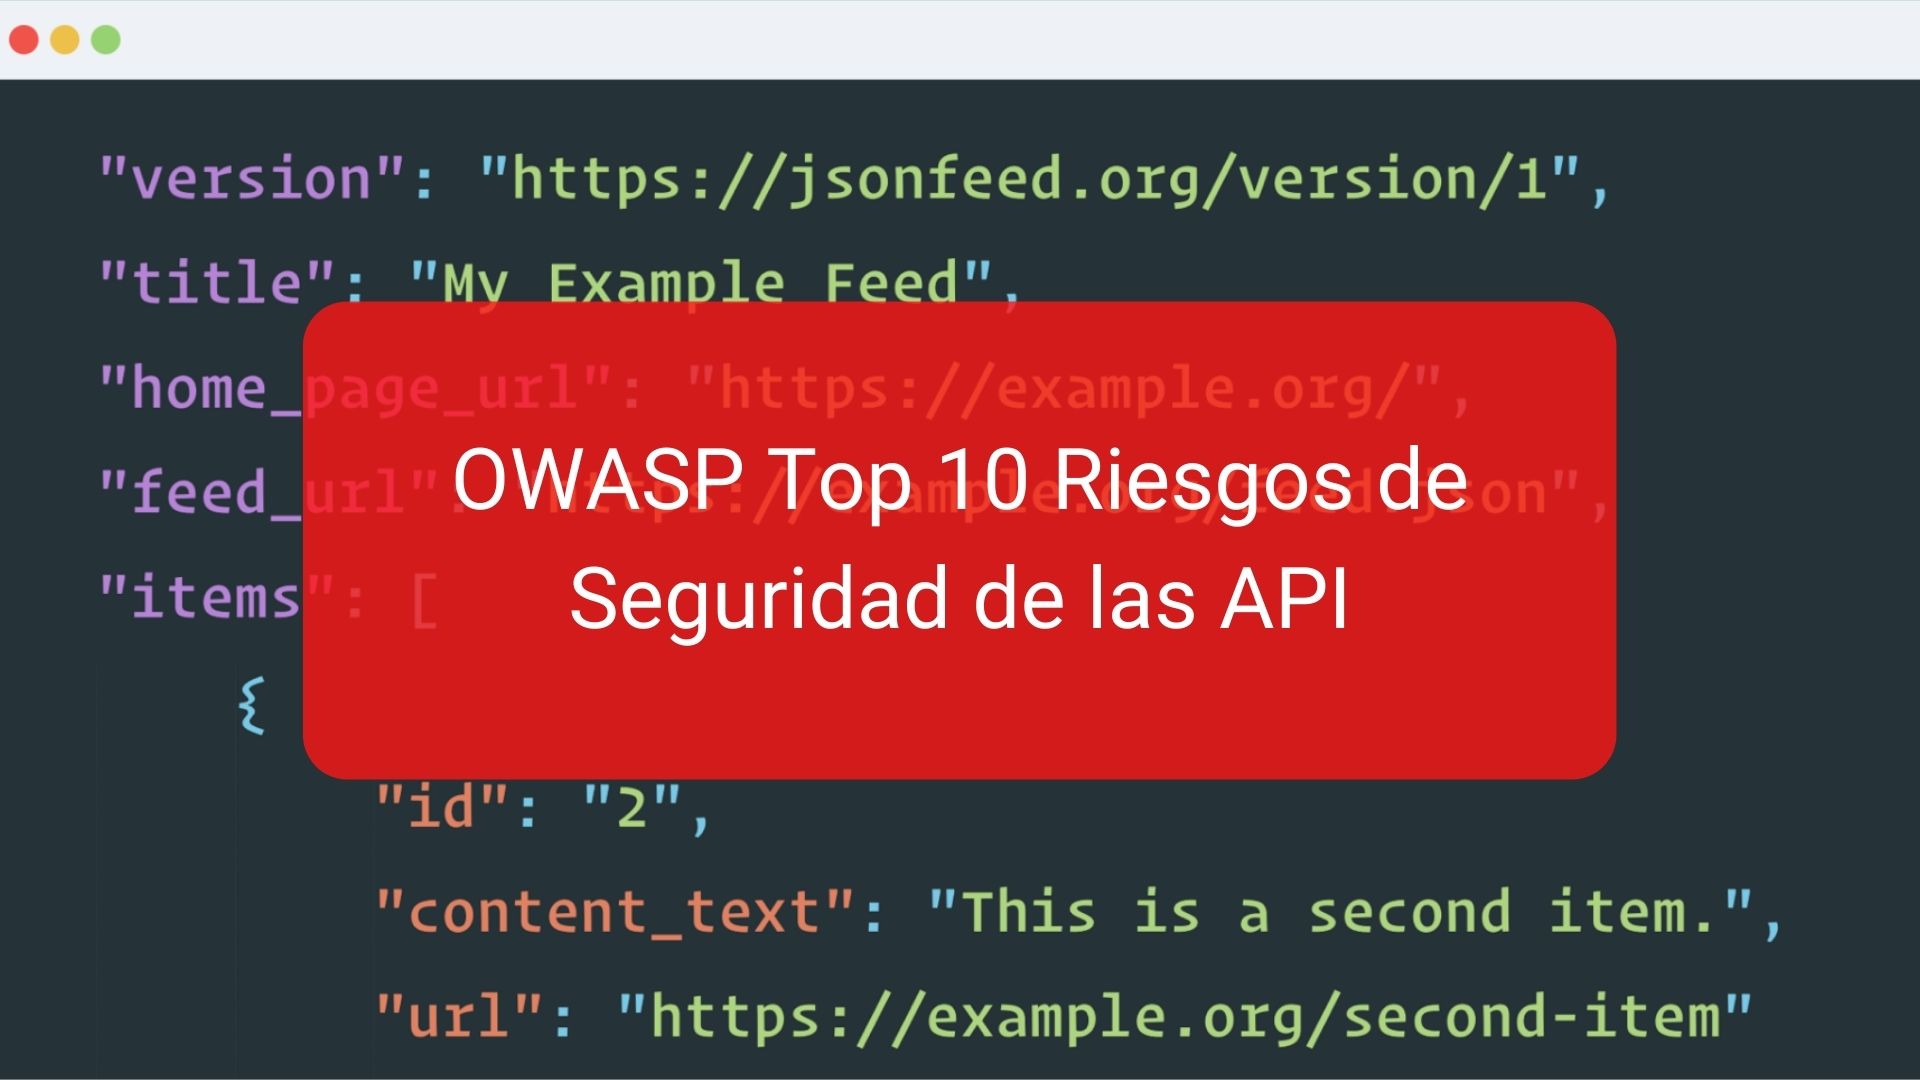 "version": "https://jsonfeed.org/version/1",
"title": "My Example Feed",
"home_page_url": "https://example.org/",
"feed_url": "https://example.org/feed.json",
OWASP Top 10 Riesgos de
Seguridad de las API
"items": [
{
"id": "2",
"content_text": "This is a second item.",
"url": "https://example.org/second-item"